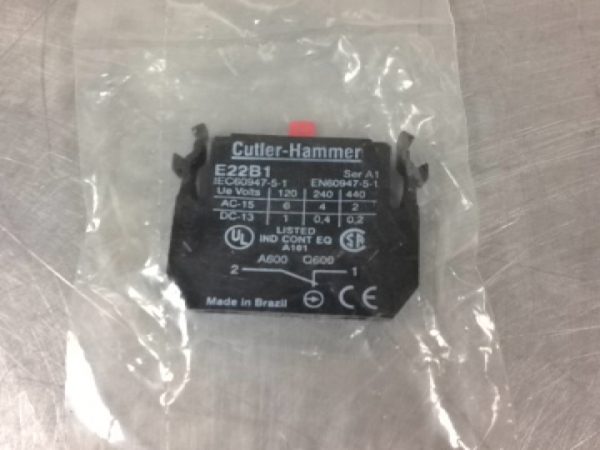 Cutler-Hammer
E22B1 Ser A1
IEC60947-5-1 EN60947-5-1
Ue Volts 120 240 440
AC-15 6 4 2
DC-13 1 0,4 0,2
UL LISTED SA
IND CONT EQ
A161
A600 Q600
2 1
Made in Brazil CE